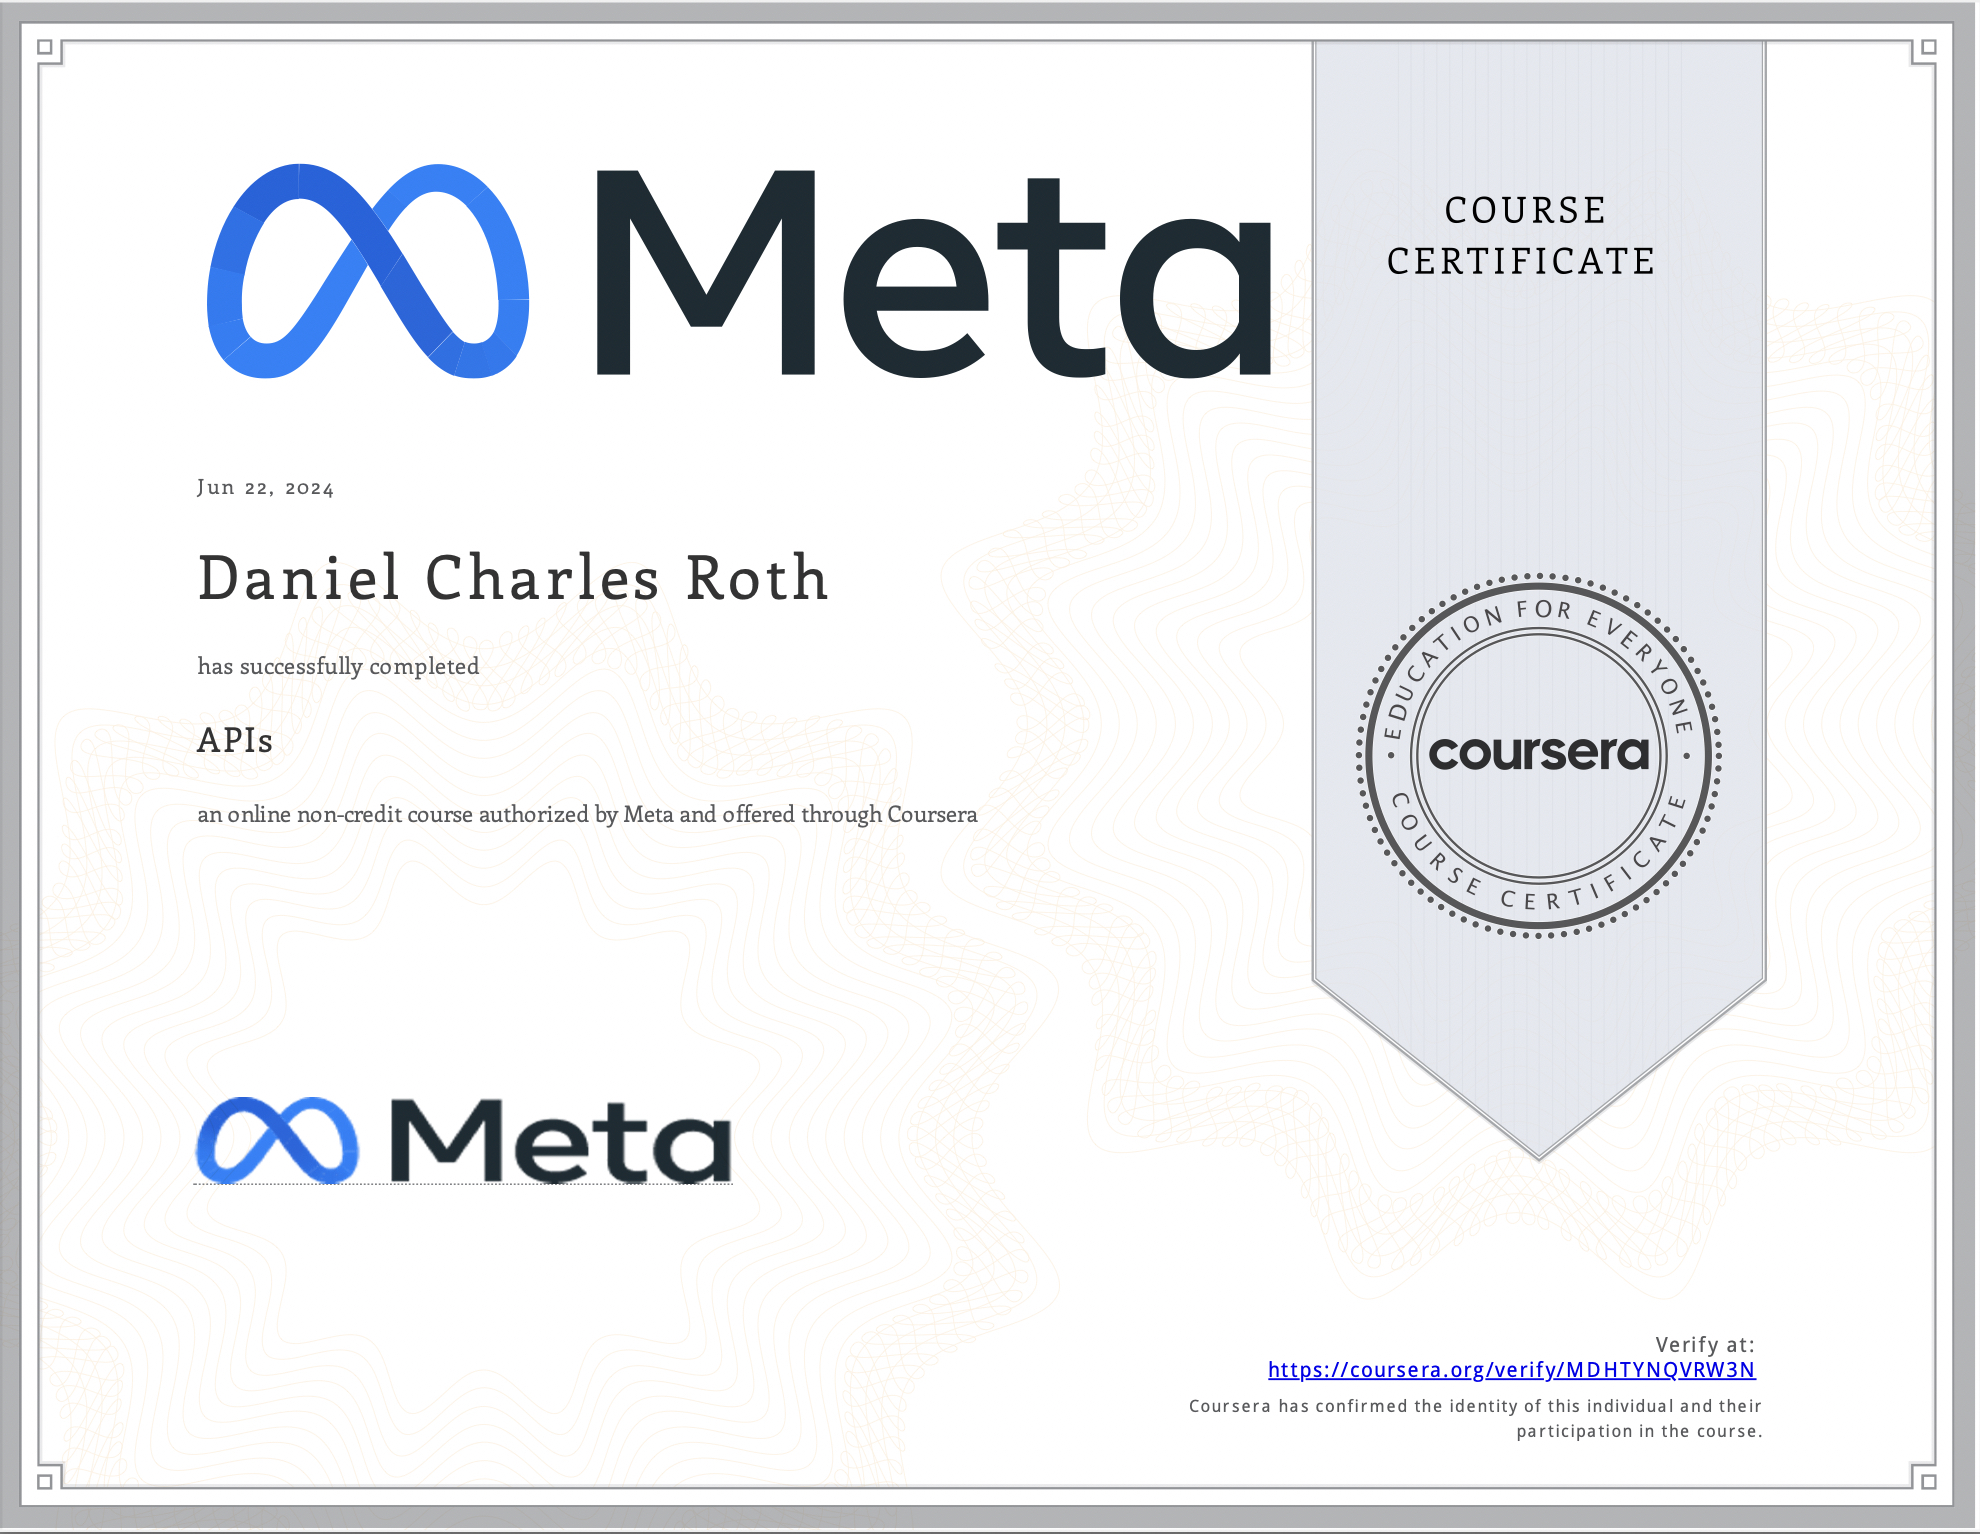 Meta
COURSE
CERTIFICATE
Jun 22, 2024
Daniel Charles Roth
has successfully completed
APIs
an online non-credit course authorized by Meta and offered through Coursera
EDUCATION FOR EVERYONE
coursera
COURSE CERTIFICATE
Meta
Verify at:
https://coursera.org/verify/MDHTYNQVRW3N
Coursera has confirmed the identity of this individual and their
participation in the course.